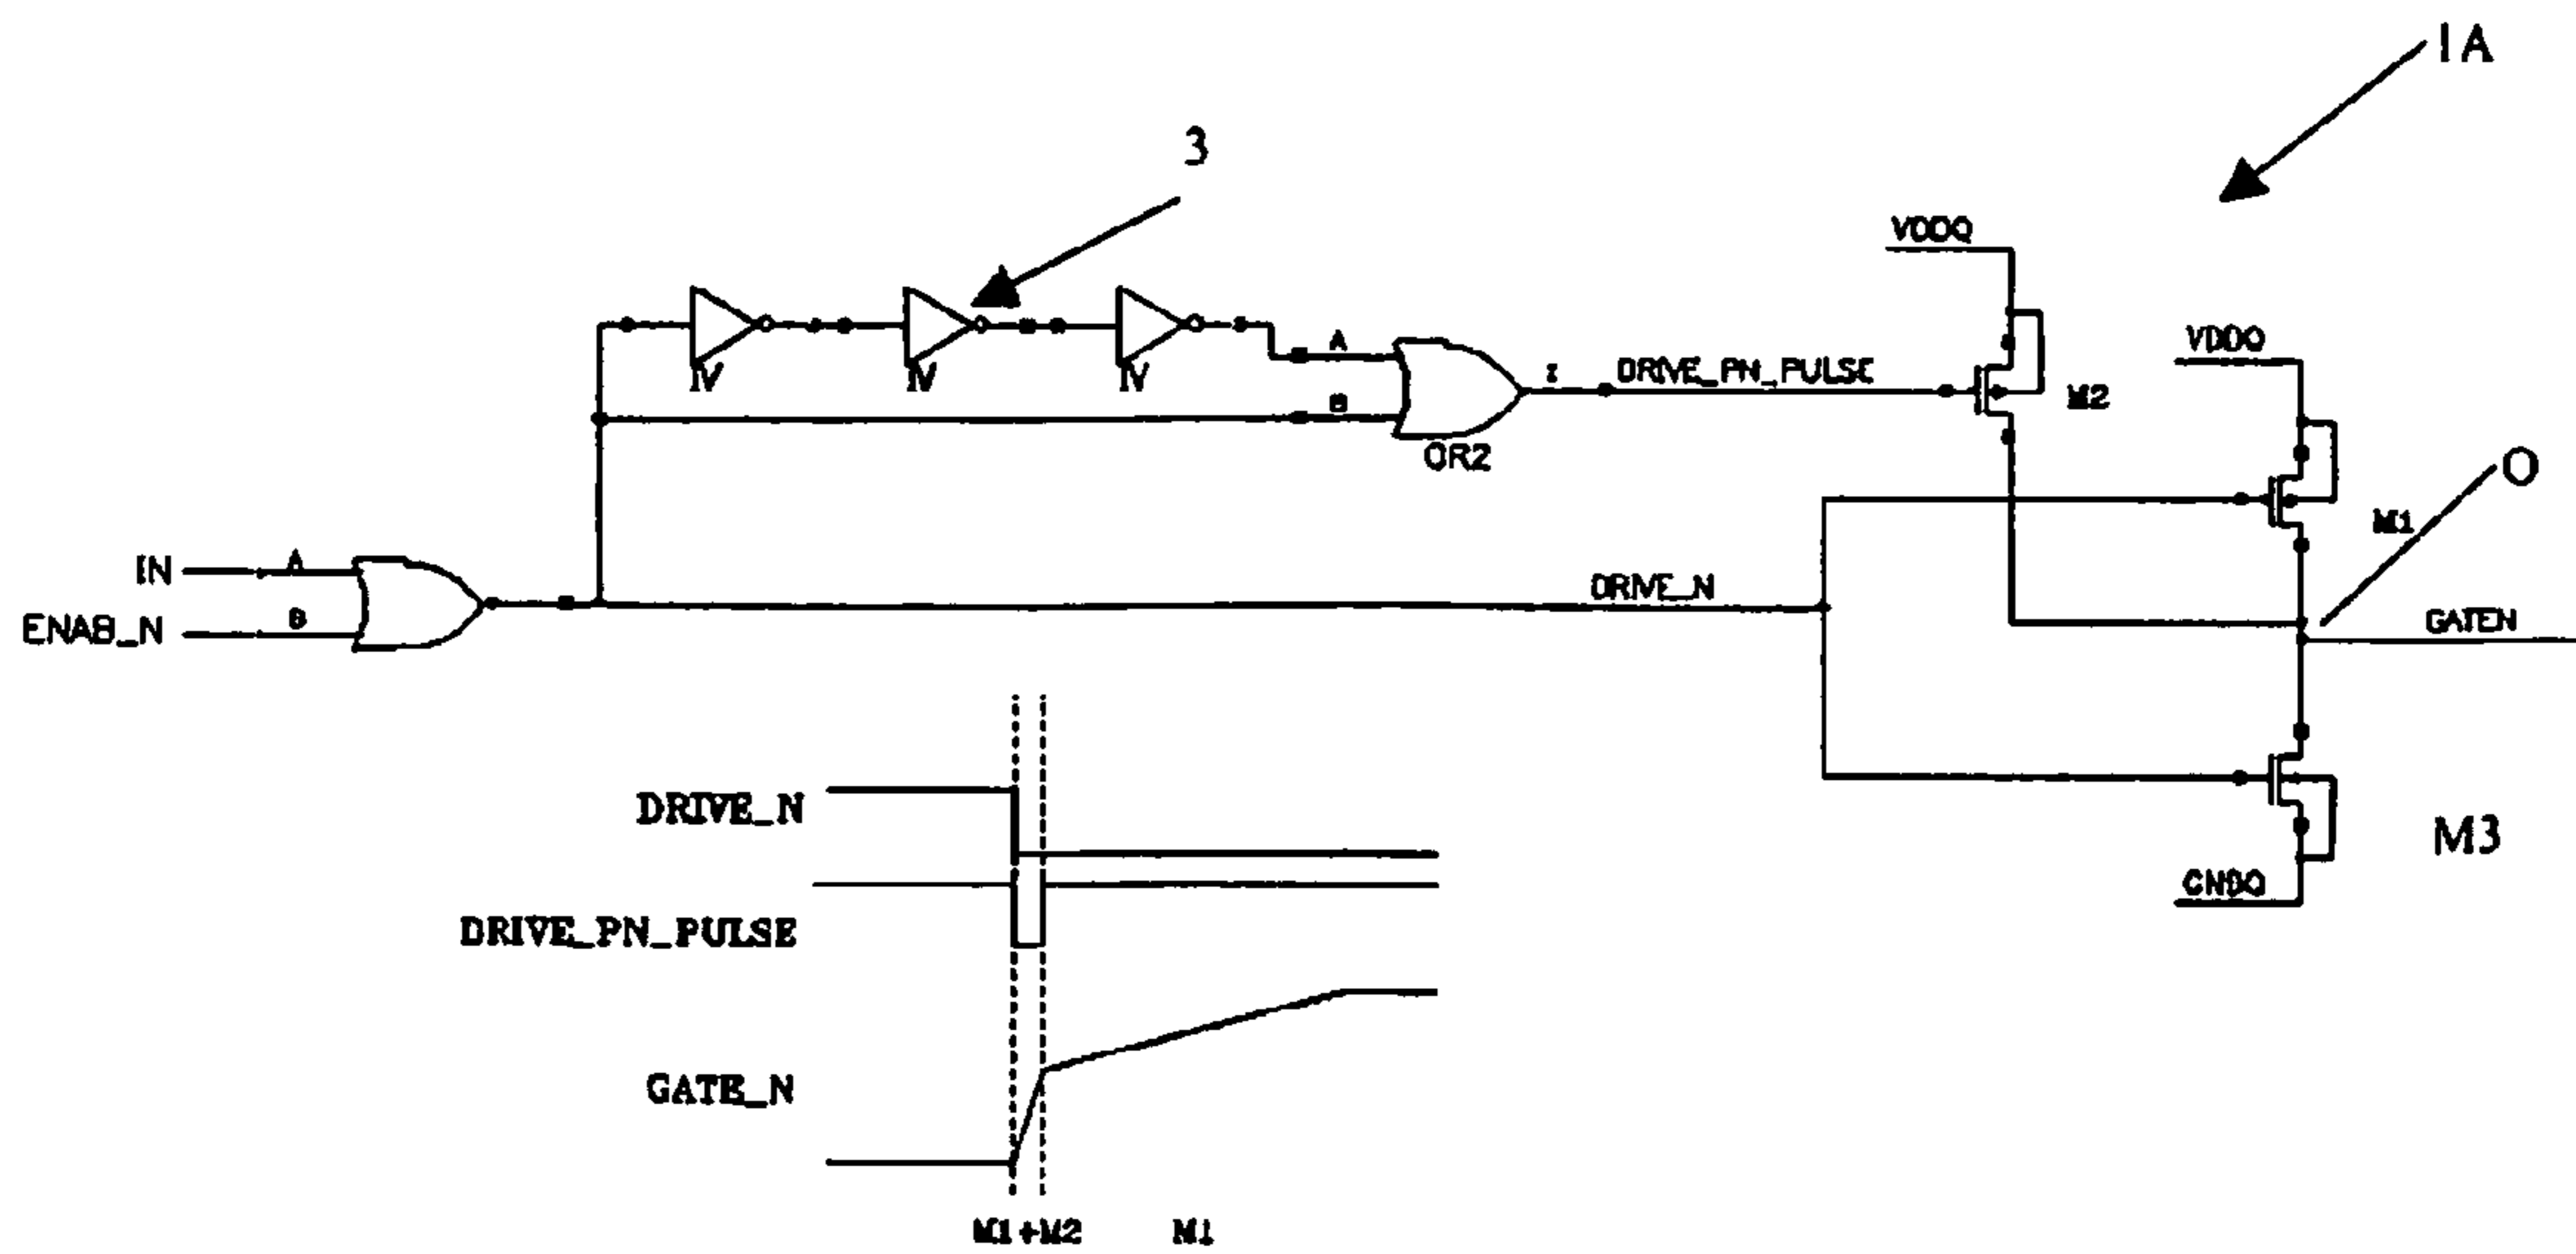 1A
3
VDDQ
VDDQ
IV
IV
IV
A
B
Z
DRIVE_PN_PULSE
M2
OR2
O
M1
IN
A
ENAB_N
B
DRIVE_N
GATEN
DRIVE_N
M3
GNDQ
DRIVE_PN_PULSE
GATE_N
M1+M2
M1